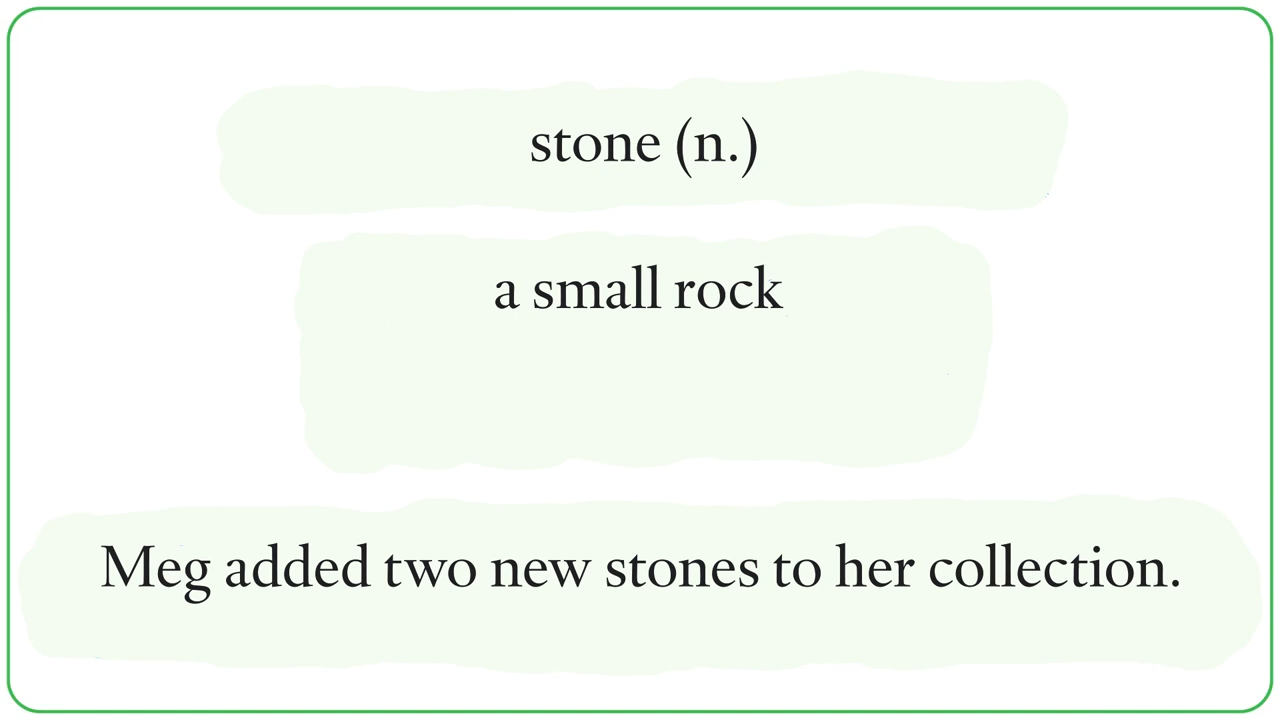 stone (n.)
a small rock
Meg added two new stones to her collection.